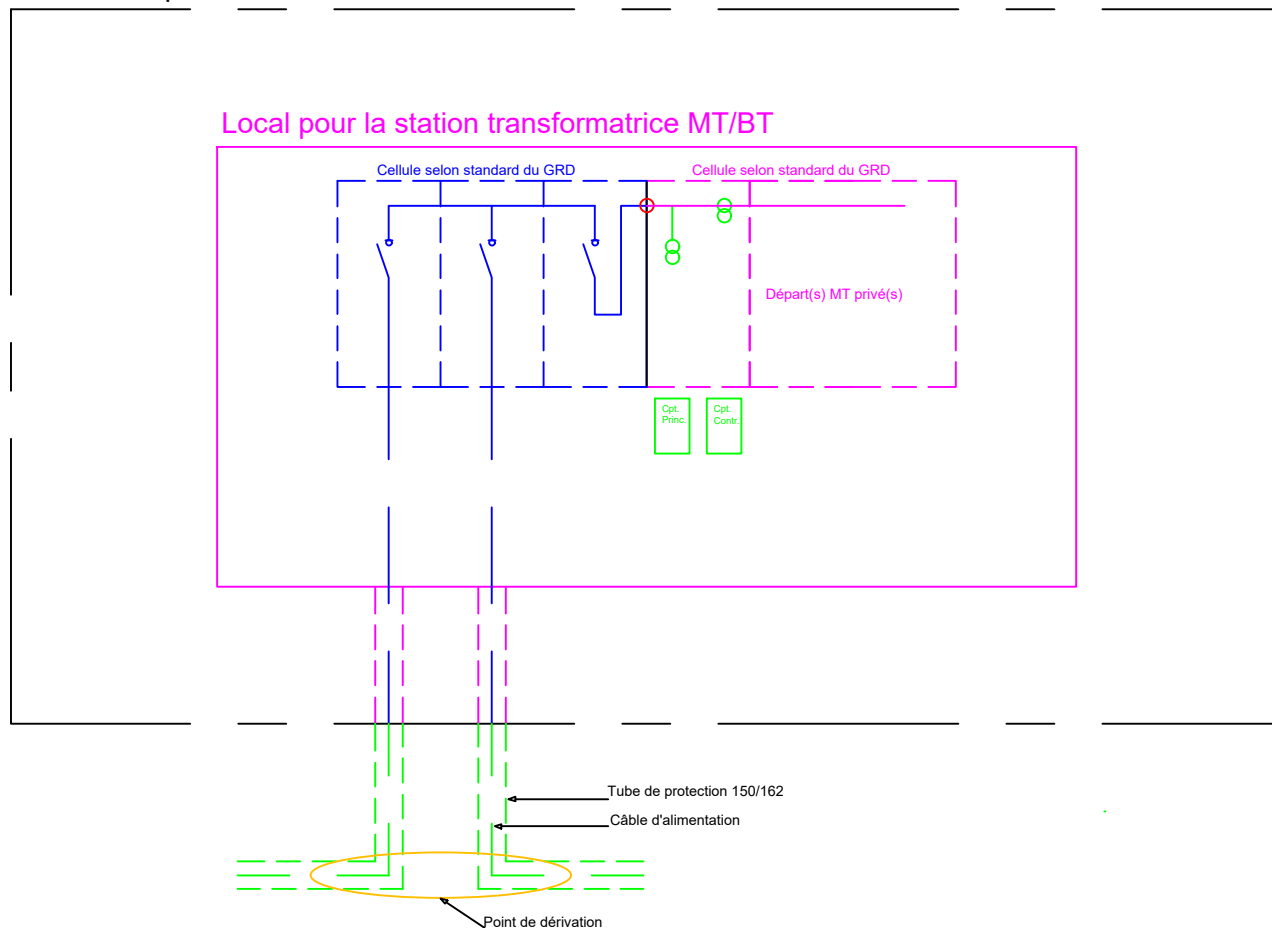 Local pour la station transformatrice MT/BT
Cellule selon standard du GRD
Cellule selon standard du GRD
Départ(s) MT privé(s)
Cpt.
Princ.
Cpt.
Contr.
Tube de protection 150/162
Câble d'alimentation
Point de dérivation